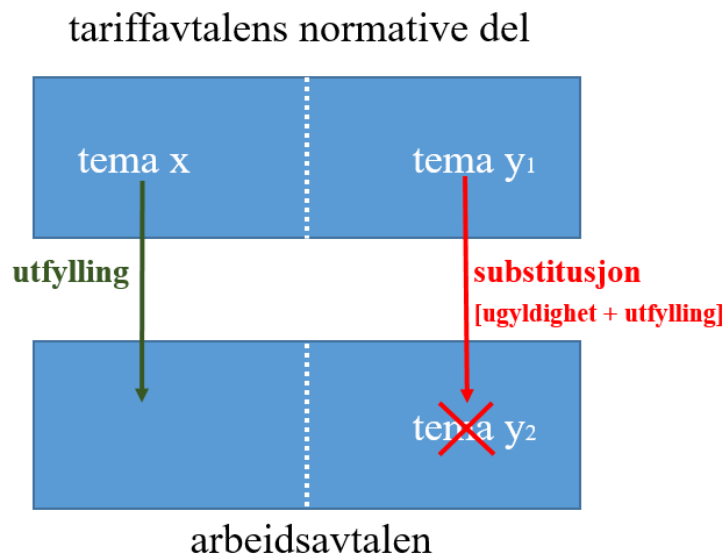 tariffavtalens normative del
tema x
tema y₁
utfylling
substitusjon
[ugyldighet + utfylling]
tema y₂
arbeidsavtalen